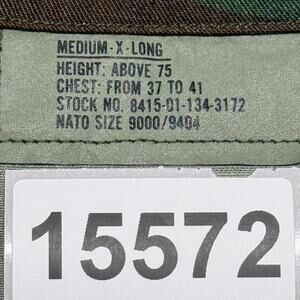 MEDIUM-X-LONG
HEIGHT: ABOVE 75
CHEST: FROM 37 TO 41
STOCK NO. 8415-01-134-3172
NATO SIZE 9000/9404
15572